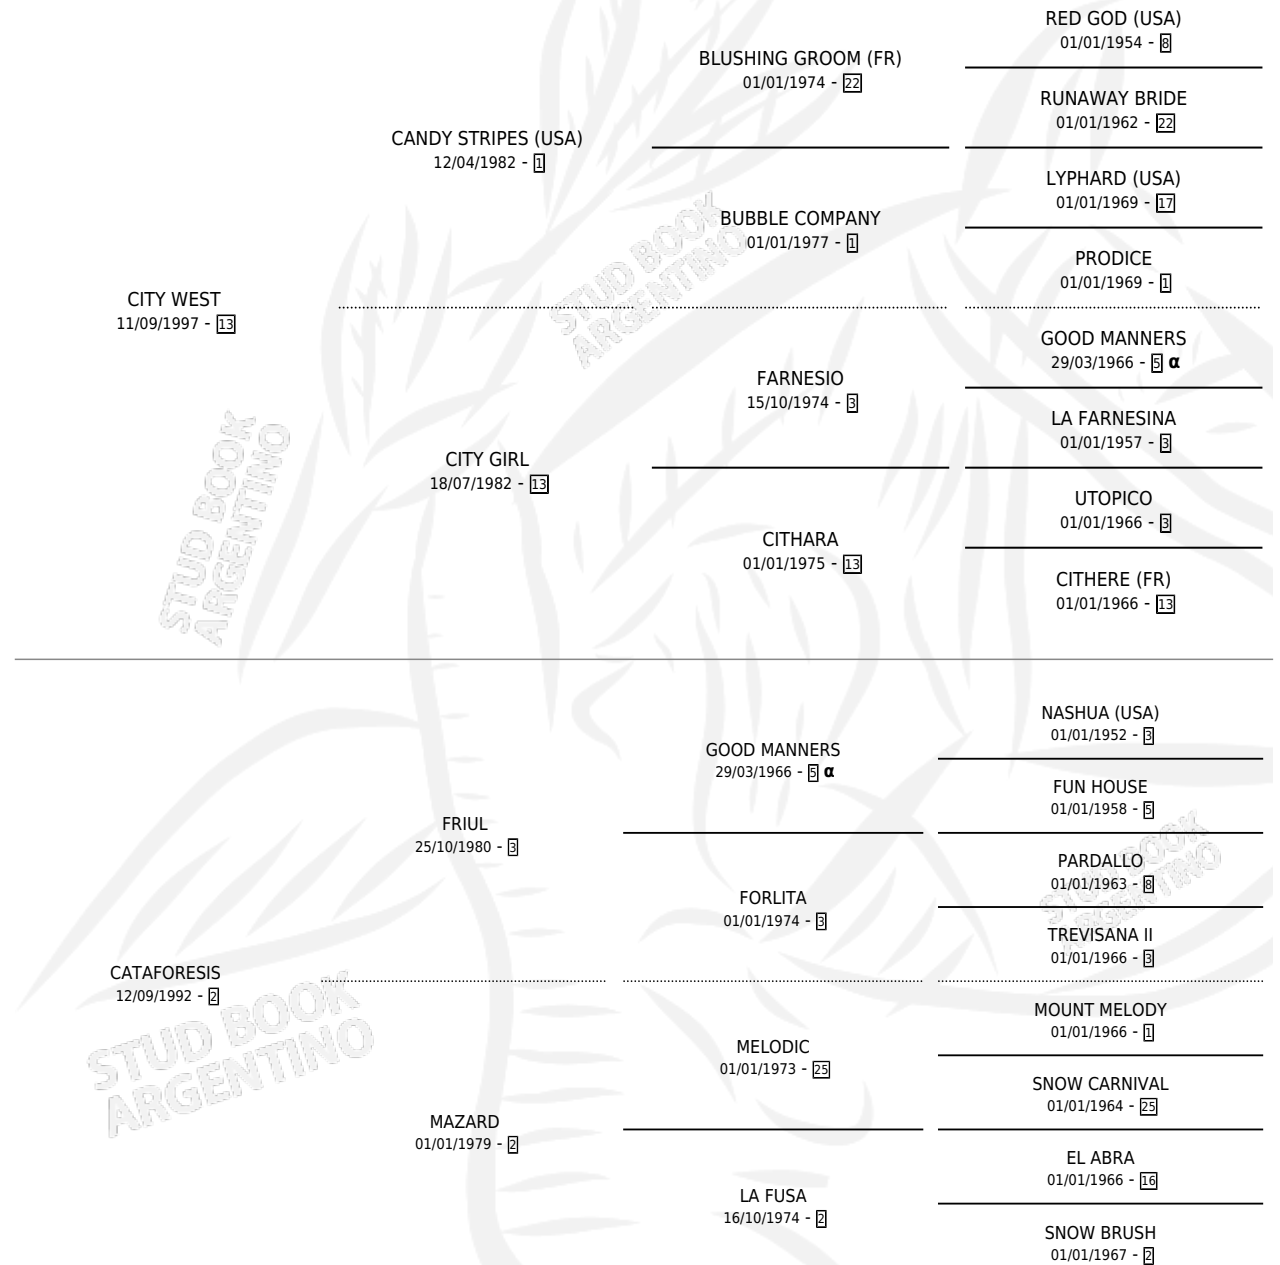 RED GOD (USA)
01/01/1954 - 8
BLUSHING GROOM (FR)
01/01/1974 - 22
RUNAWAY BRIDE
01/01/1962 - 22
CANDY STRIPES (USA)
12/04/1982 - 1
LYPHARD (USA)
01/01/1969 - 17
BUBBLE COMPANY
01/01/1977 - 1
PRODICE
01/01/1969 - 1
STUD BOOK
ARGENTINO
CITY WEST
11/09/1997 - 13
GOOD MANNERS
29/03/1966 - 5 α
FARNESIO
15/10/1974 - 3
LA FARNESINA
01/01/1957 - 3
CITY GIRL
18/07/1982 - 13
UTOPICO
01/01/1966 - 3
CITHARA
01/01/1975 - 13
CITHERE (FR)
01/01/1966 - 13
STUD BOOK
ARGENTINO
NASHUA (USA)
01/01/1952 - 3
GOOD MANNERS
29/03/1966 - 5 α
FUN HOUSE
01/01/1958 - 5
FRIUL
25/10/1980 - 3
PARDALLO
01/01/1963 - 8
FORLITA
01/01/1974 - 3
TREVISANA II
01/01/1966 - 3
STUD BOOK
ARGENTINO
CATAFORESIS
12/09/1992 - 2
MOUNT MELODY
01/01/1966 - 1
MELODIC
01/01/1973 - 25
SNOW CARNIVAL
01/01/1964 - 25
STUD BOOK
ARGENTINO
MAZARD
01/01/1979 - 2
EL ABRA
01/01/1966 - 16
LA FUSA
16/10/1974 - 2
SNOW BRUSH
01/01/1967 - 2